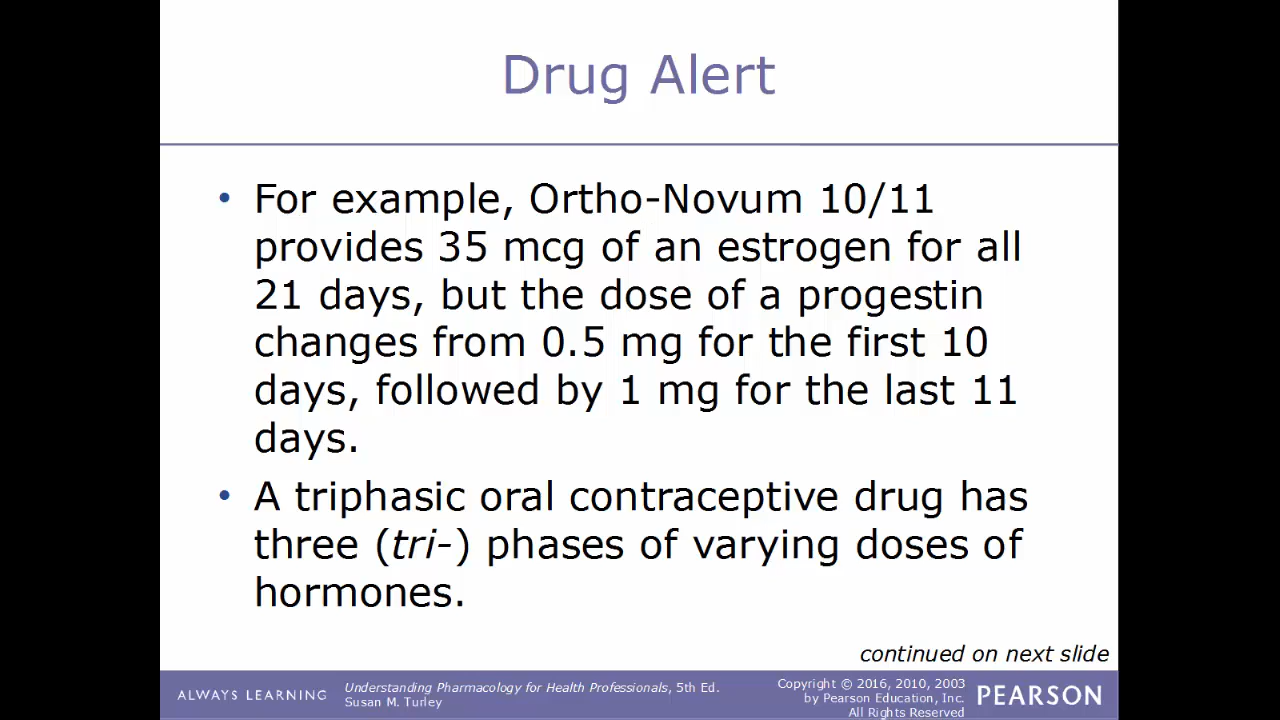 Drug Alert
• For example, Ortho-Novum 10/11
provides 35 mcg of an estrogen for all
21 days, but the dose of a progestin
changes from 0.5 mg for the first 10
days, followed by 1 mg for the last 11
days.
• A triphasic oral contraceptive drug has
three (tri-) phases of varying doses of
hormones.
continued on next slide
ALWAYS LEARNING
Understanding Pharmacology for Health Professionals, 5th Ed.
Susan M. Turley
Copyright © 2016, 2010, 2003
by Pearson Education, Inc.
All Rights Reserved
PEARSON